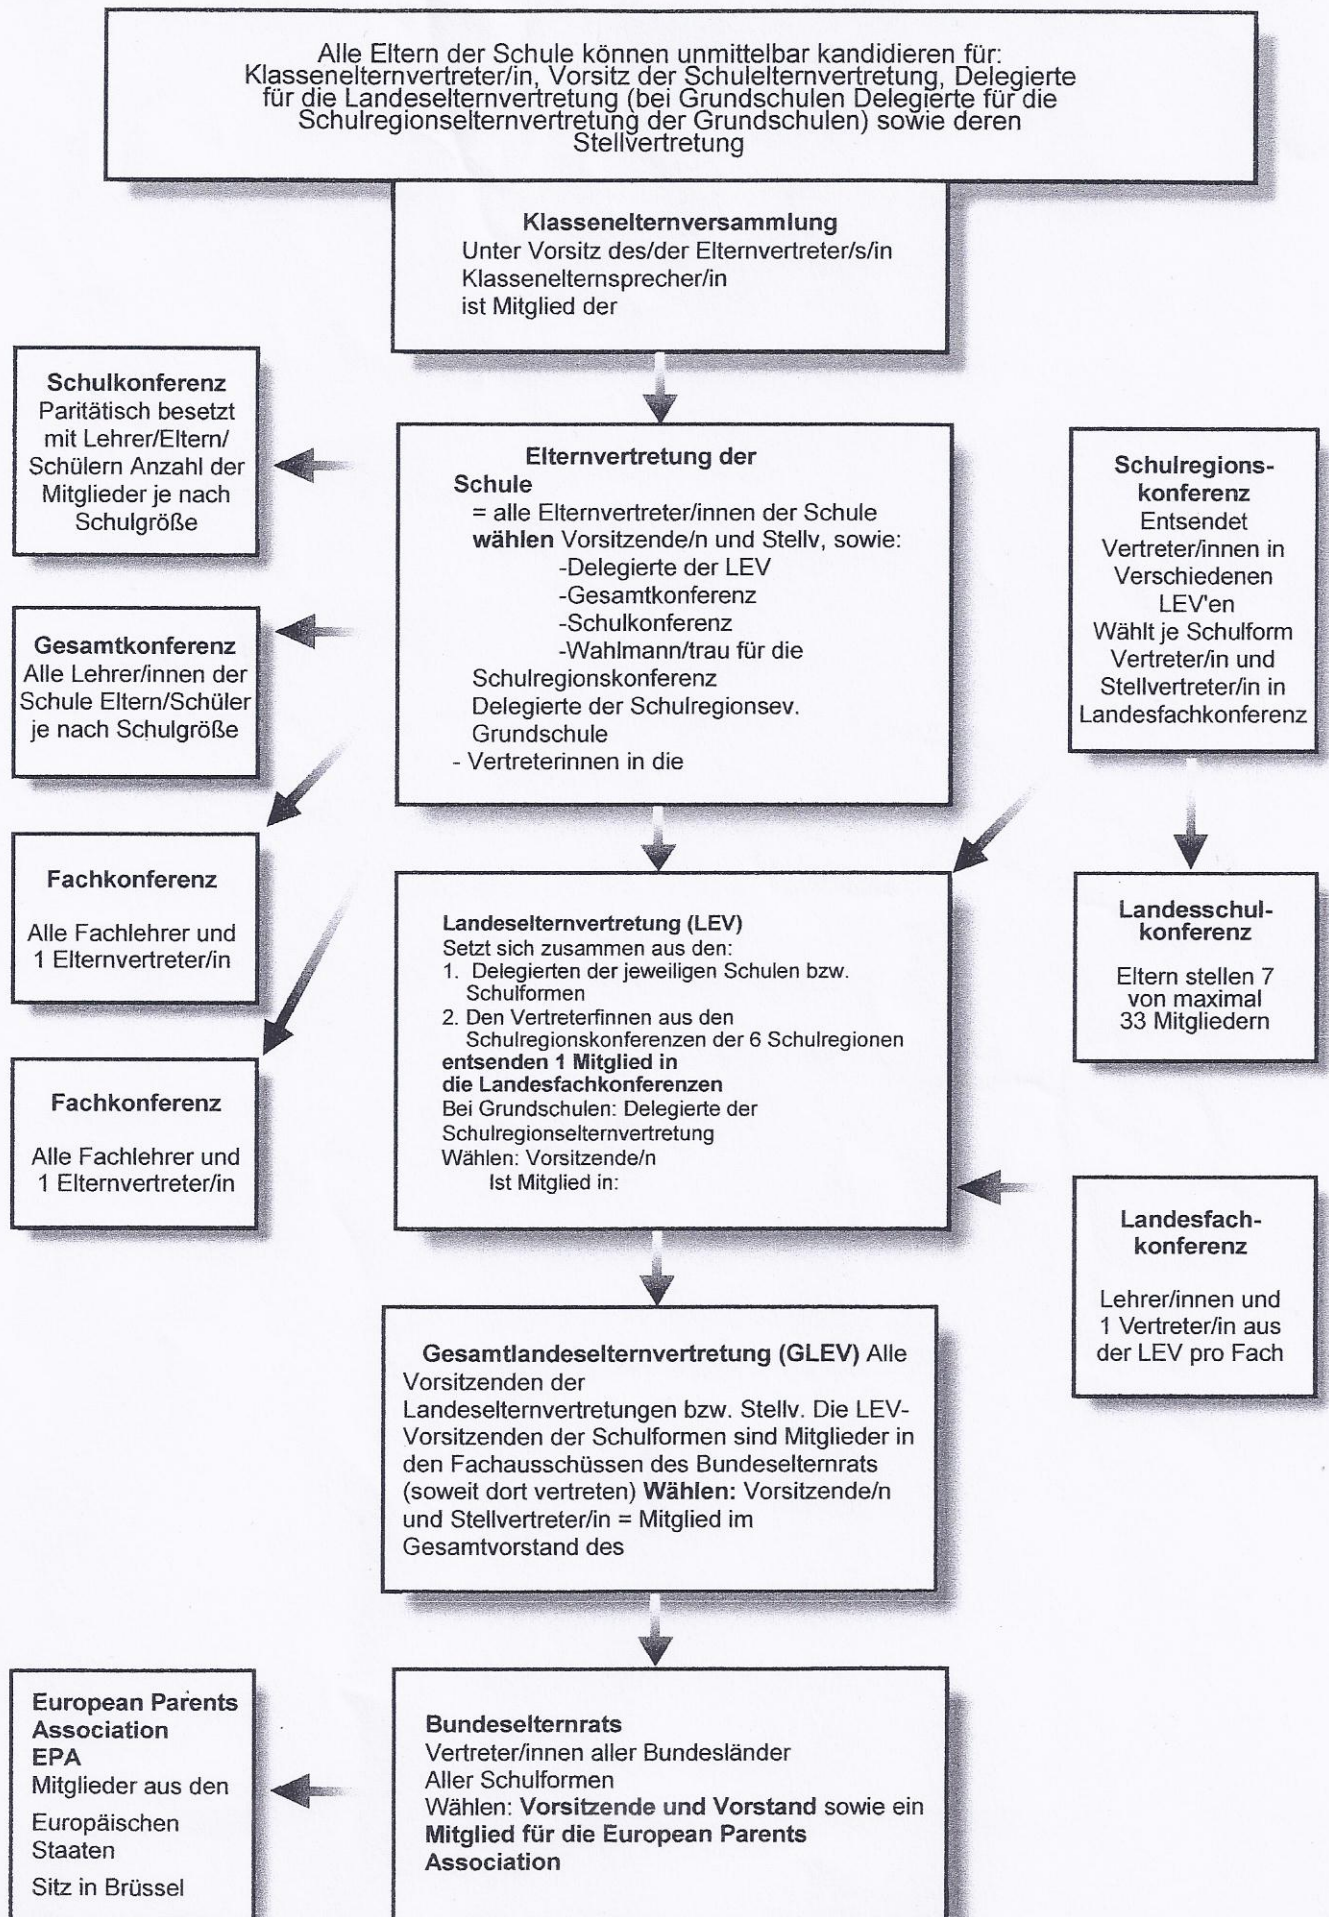 Alle Eltern der Schule können unmittelbar kandidieren für:
Klassenelternvertreter/in, Vorsitz der Schulelternvertretung, Delegierte
für die Landeselternvertretung (bei Grundschulen Delegierte für die
Schulregionselternvertretung der Grundschulen) sowie deren
Stellvertretung
Klassenelternversammlung
Unter Vorsitz des/der Elternvertreter/s/in
Klassenelternsprecher/in
ist Mitglied der
Schulkonferenz
Paritätisch besetzt
mit Lehrer/Eltern/
Schülern Anzahl der
Mitglieder je nach
Schulgröße
Elternvertretung der
Schule
= alle Elternvertreter/innen der Schule
wählen Vorsitzende/n und Stellv, sowie:
-Delegierte der LEV
-Gesamtkonferenz
-Schulkonferenz
-Wahlmann/trau für die
Schulregionskonferenz
Delegierte der Schulregionsev.
Grundschule
- Vertreterinnen in die
Schulregions-
konferenz
Entsendet
Vertreter/innen in
Verschiedenen
LEV'en
Wählt je Schulform
Vertreter/in und
Stellvertreter/in in
Landesfachkonferenz
Gesamtkonferenz
Alle Lehrer/innen der
Schule Eltern/Schüler
je nach Schulgröße
Fachkonferenz
Alle Fachlehrer und
1 Elternvertreter/in
Fachkonferenz
Alle Fachlehrer und
1 Elternvertreter/in
Landeselternvertretung (LEV)
Setzt sich zusammen aus den:
1. Delegierten der jeweiligen Schulen bzw.
Schulformen
2. Den Vertreterfinnen aus den
Schulregionskonferenzen der 6 Schulregionen
entsenden 1 Mitglied in
die Landesfachkonferenzen
Bei Grundschulen: Delegierte der
Schulregionselternvertretung
Wählen: Vorsitzende/n
Ist Mitglied in:
Landesschul-
konferenz
Eltern stellen 7
von maximal
33 Mitgliedern
Landesfach-
konferenz
Lehrer/innen und
1 Vertreter/in aus
der LEV pro Fach
Gesamtlandeselternvertretung (GLEV) Alle
Vorsitzenden der
Landeselternvertretungen bzw. Stellv. Die LEV-
Vorsitzenden der Schulformen sind Mitglieder in
den Fachausschüssen des Bundeselternrats
(soweit dort vertreten) Wählen: Vorsitzende/n
und Stellvertreter/in = Mitglied im
Gesamtvorstand des
European Parents
Association
EPA
Mitglieder aus den
Europäischen
Staaten
Sitz in Brüssel
Bundeselternrats
Vertreter/innen aller Bundesländer
Aller Schulformen
Wählen: Vorsitzende und Vorstand sowie ein
Mitglied für die European Parents
Association